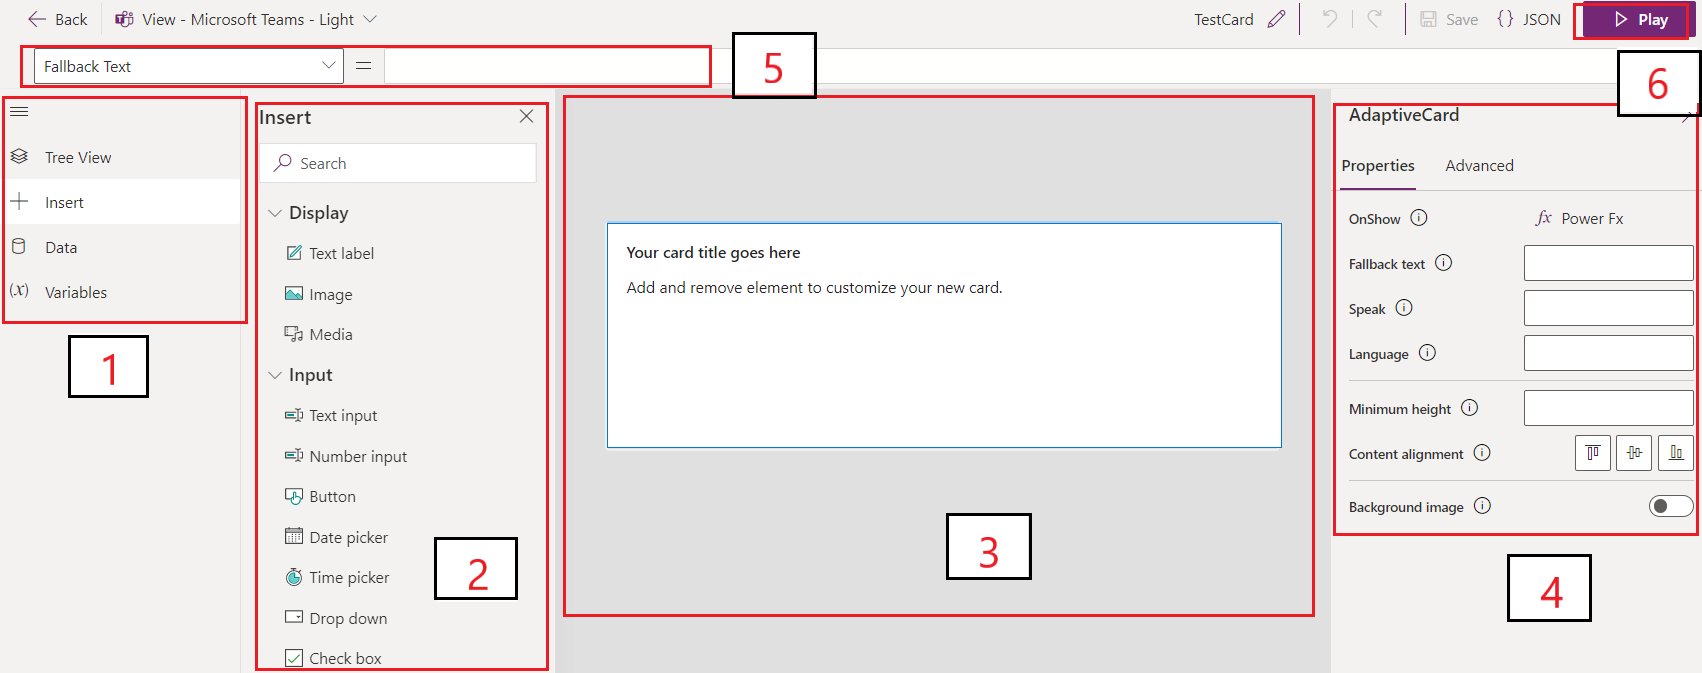 Back
View - Microsoft Teams - Light
TestCard
Save
{} JSON
Play
Fallback Text
=
5
6
Tree View
Insert
Data
(x) Variables
1
Insert
Search
Display
Text label
Image
Media
Input
Text input
Number input
Button
Date picker
Time picker
Drop down
Check box
2
Your card title goes here
Add and remove element to customize your new card.
3
AdaptiveCard
Properties
Advanced
OnShow
fx Power Fx
Fallback text
Speak
Language
Minimum height
Content alignment
Background image
4